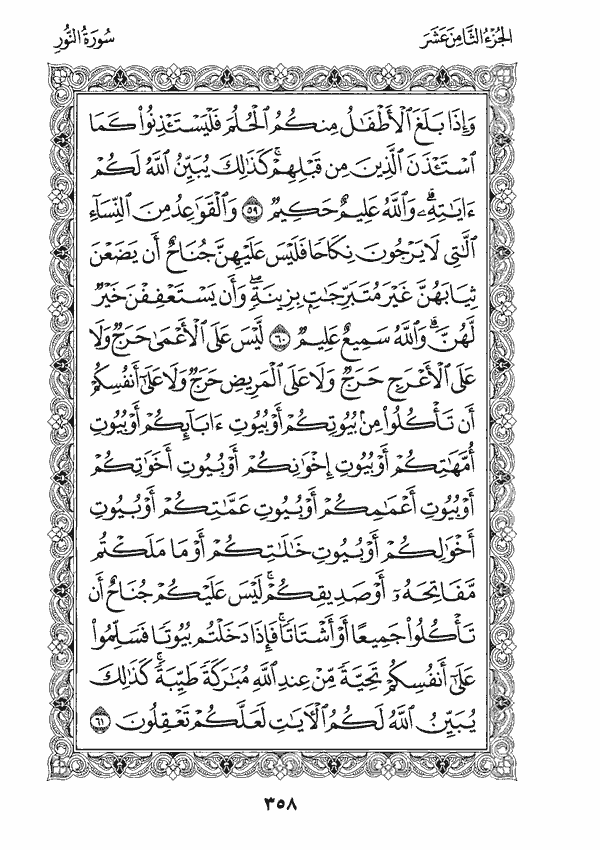 الجزء الثامن عشر
سورة النور
وَإِذَا بَلَغَ ٱلْأَطْفَٰلُ مِنكُمُ ٱلْحُلُمَ فَلْيَسْتَـْٔذِنُوا۟ كَمَا
ٱسْتَـْٔذَنَ ٱلَّذِينَ مِن قَبْلِهِمْ ۚ كَذَٰلِكَ يُبَيِّنُ ٱللَّهُ لَكُمْ
ءَايَٰتِهِۦ ۗ وَٱللَّهُ عَلِيمٌ حَكِيمٌ ٥٩ وَٱلْقَوَٰعِدُ مِنَ ٱلنِّسَآءِ
ٱلَّٰتِى لَا يَرْجُونَ نِكَاحًا فَلَيْسَ عَلَيْهِنَّ جُنَاحٌ أَن يَضَعْنَ
ثِيَابَهُنَّ غَيْرَ مُتَبَرِّجَٰتٍۭ بِزِينَةٍ ۖ وَأَن يَسْتَعْفِفْنَ خَيْرٌ
لَّهُنَّ ۗ وَٱللَّهُ سَمِيعٌ عَلِيمٌ ٦٠ لَّيْسَ عَلَى ٱلْأَعْمَىٰ حَرَجٌ وَلَا
عَلَى ٱلْأَعْرَجِ حَرَجٌ وَلَا عَلَى ٱلْمَرِيضِ حَرَجٌ وَلَا عَلَىٰٓ أَنفُسِكُمْ
أَن تَأْكُلُوا۟ مِنۢ بُيُوتِكُمْ أَوْ بُيُوتِ ءَابَآئِكُمْ أَوْ بُيُوتِ
أُمَّهَٰتِكُمْ أَوْ بُيُوتِ إِخْوَٰنِكُمْ أَوْ بُيُوتِ أَخَوَٰتِكُمْ
أَوْ بُيُوتِ أَعْمَٰمِكُمْ أَوْ بُيُوتِ عَمَّٰتِكُمْ أَوْ بُيُوتِ
أَخْوَٰلِكُمْ أَوْ بُيُوتِ خَٰلَٰتِكُمْ أَوْ مَا مَلَكْتُم
مَّفَاتِحَهُۥٓ أَوْ صَدِيقِكُمْ ۚ لَيْسَ عَلَيْكُمْ جُنَاحٌ أَن
تَأْكُلُوا۟ جَمِيعًا أَوْ أَشْتَاتًا ۚ فَإِذَا دَخَلْتُم بُيُوتًا فَسَلِّمُوا۟
عَلَىٰٓ أَنفُسِكُمْ تَحِيَّةً مِّنْ عِندِ ٱللَّهِ مُبَٰرَكَةً طَيِّبَةً ۚ كَذَٰلِكَ
يُبَيِّنُ ٱللَّهُ لَكُمُ ٱلْءَايَٰتِ لَعَلَّكُمْ تَعْقِلُونَ ٦١
٣٥٨